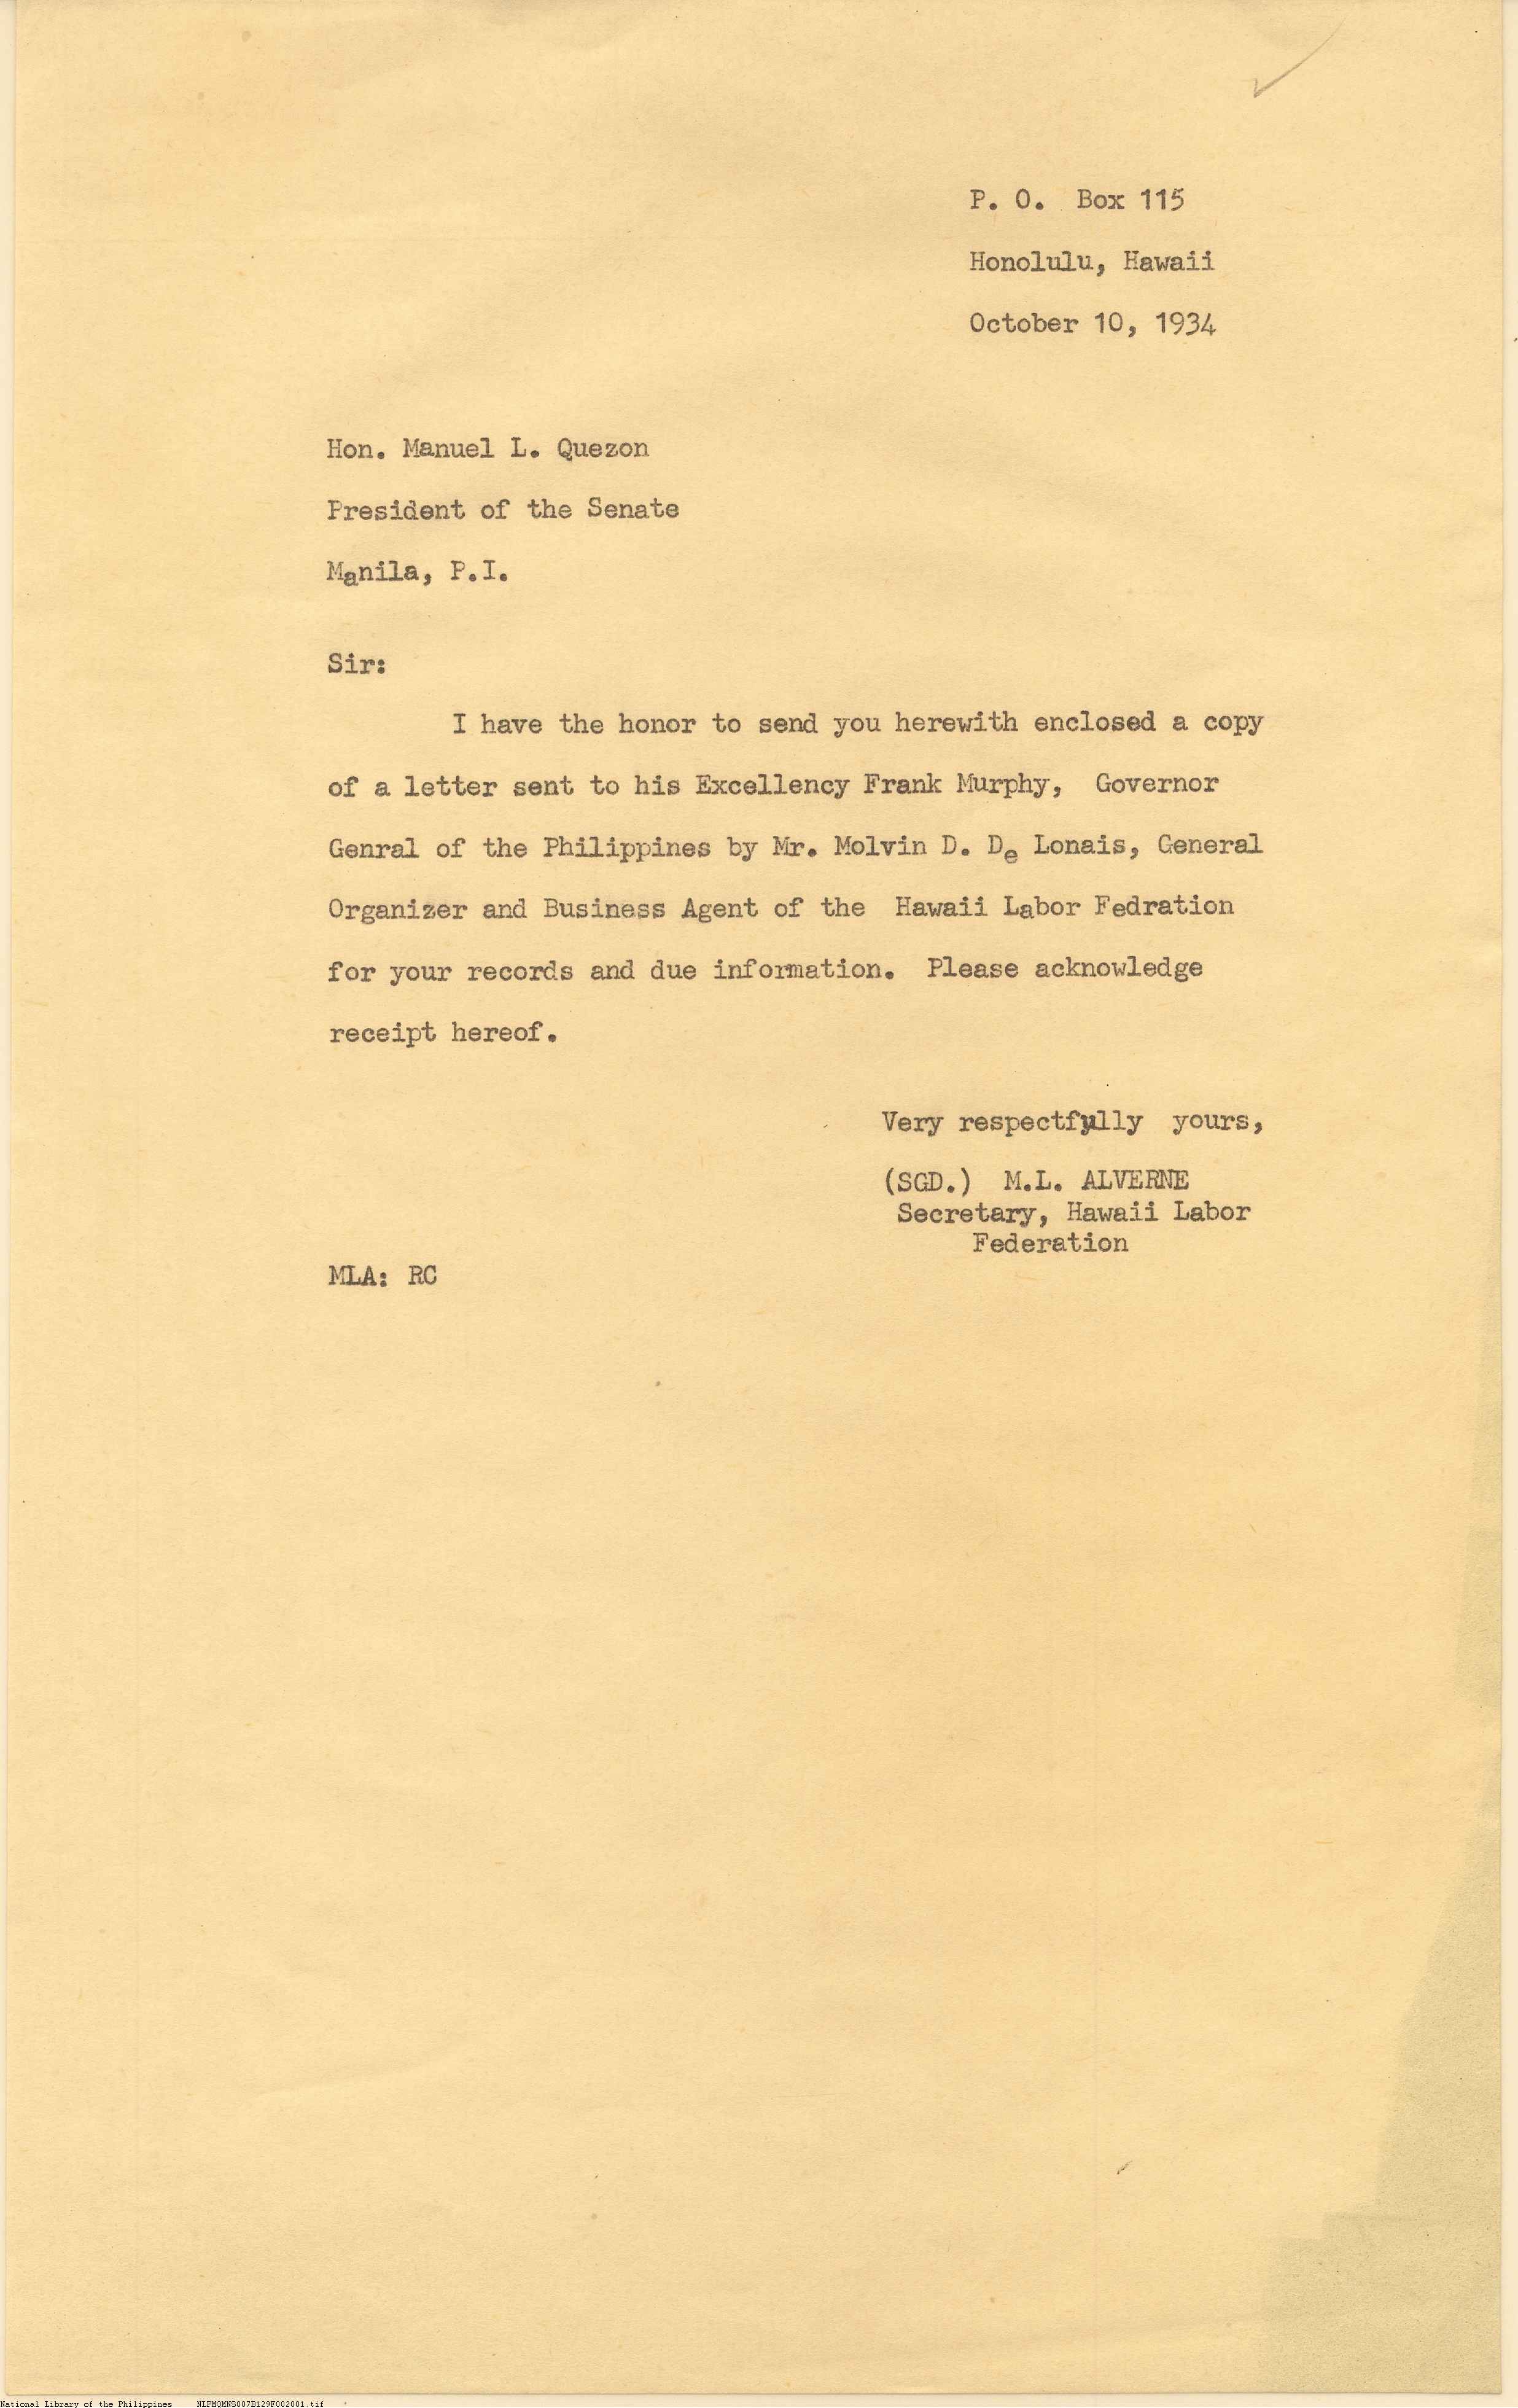 P. O. Box 115
Honolulu, Hawaii
October 10, 1934
Hon. Manuel L. Quezon
President of the Senate
Manila, P.I.
Sir:
I have the honor to send you herewith enclosed a copy
of a letter sent to his Excellency Frank Murphy, Governor
Genral of the Philippines by Mr. Molvin D. De Lonais, General
Organizer and Business Agent of the Hawaii Labor Fedration
for your records and due information. Please acknowledge
receipt hereof.
Very respectfully yours,
(SGD.) M.L. ALVERNE
Secretary, Hawaii Labor
Federation
MLA: RC
National Library of the Philippines NLPMQMNS007B129F002001.tif